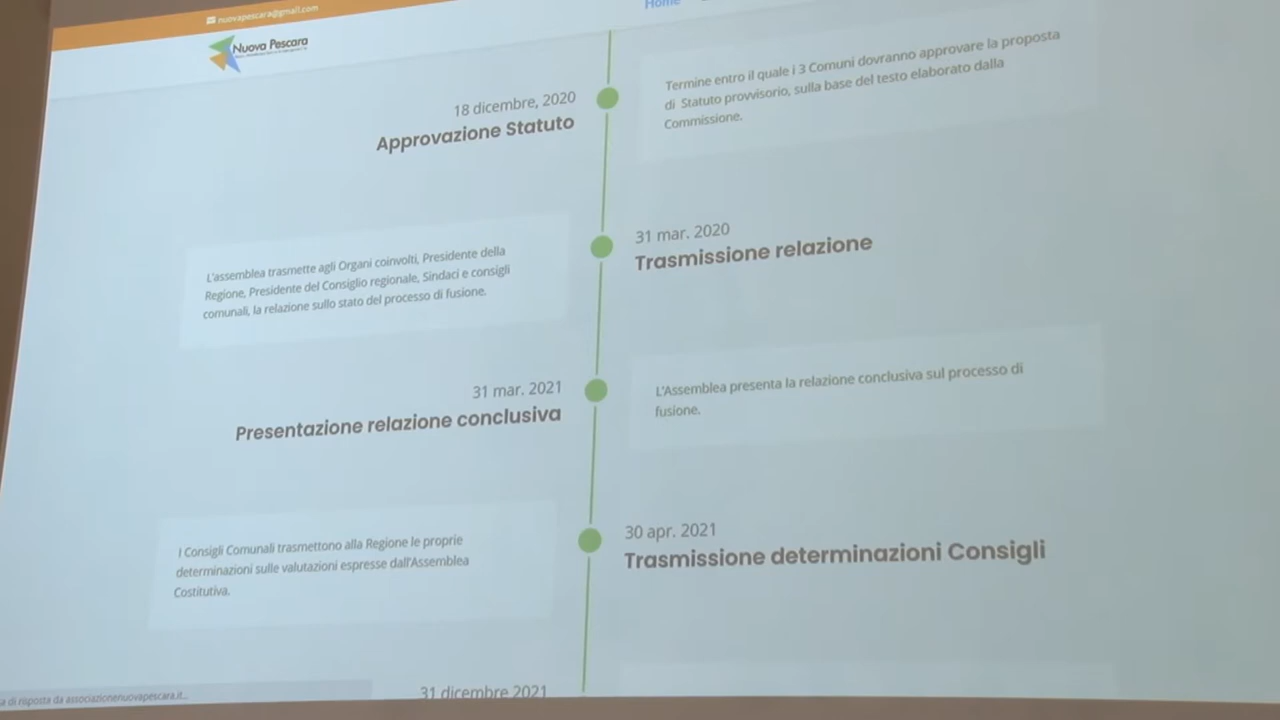 nuovapescara@gmail.com
Home
Nuova Pescara
18 dicembre, 2020
Approvazione Statuto
Termine entro il quale i 3 Comuni dovranno approvare la proposta
di Statuto provvisorio, sulla base del testo elaborato dalla
Commissione.
31 mar. 2020
Trasmissione relazione
L'assemblea trasmette agli Organi coinvolti, Presidente della
Regione, Presidente del Consiglio regionale, Sindaci e consigli
comunali, la relazione sullo stato del processo di fusione.
31 mar. 2021
Presentazione relazione conclusiva
L'Assemblea presenta la relazione conclusiva sul processo di
fusione.
30 apr. 2021
Trasmissione determinazioni Consigli
I Consigli Comunali trasmettono alla Regione le proprie
determinazioni sulle valutazioni espresse dall'Assemblea
Costitutiva.
31 dicembre 2021
a di risposta da associazionenuovapescara.it...